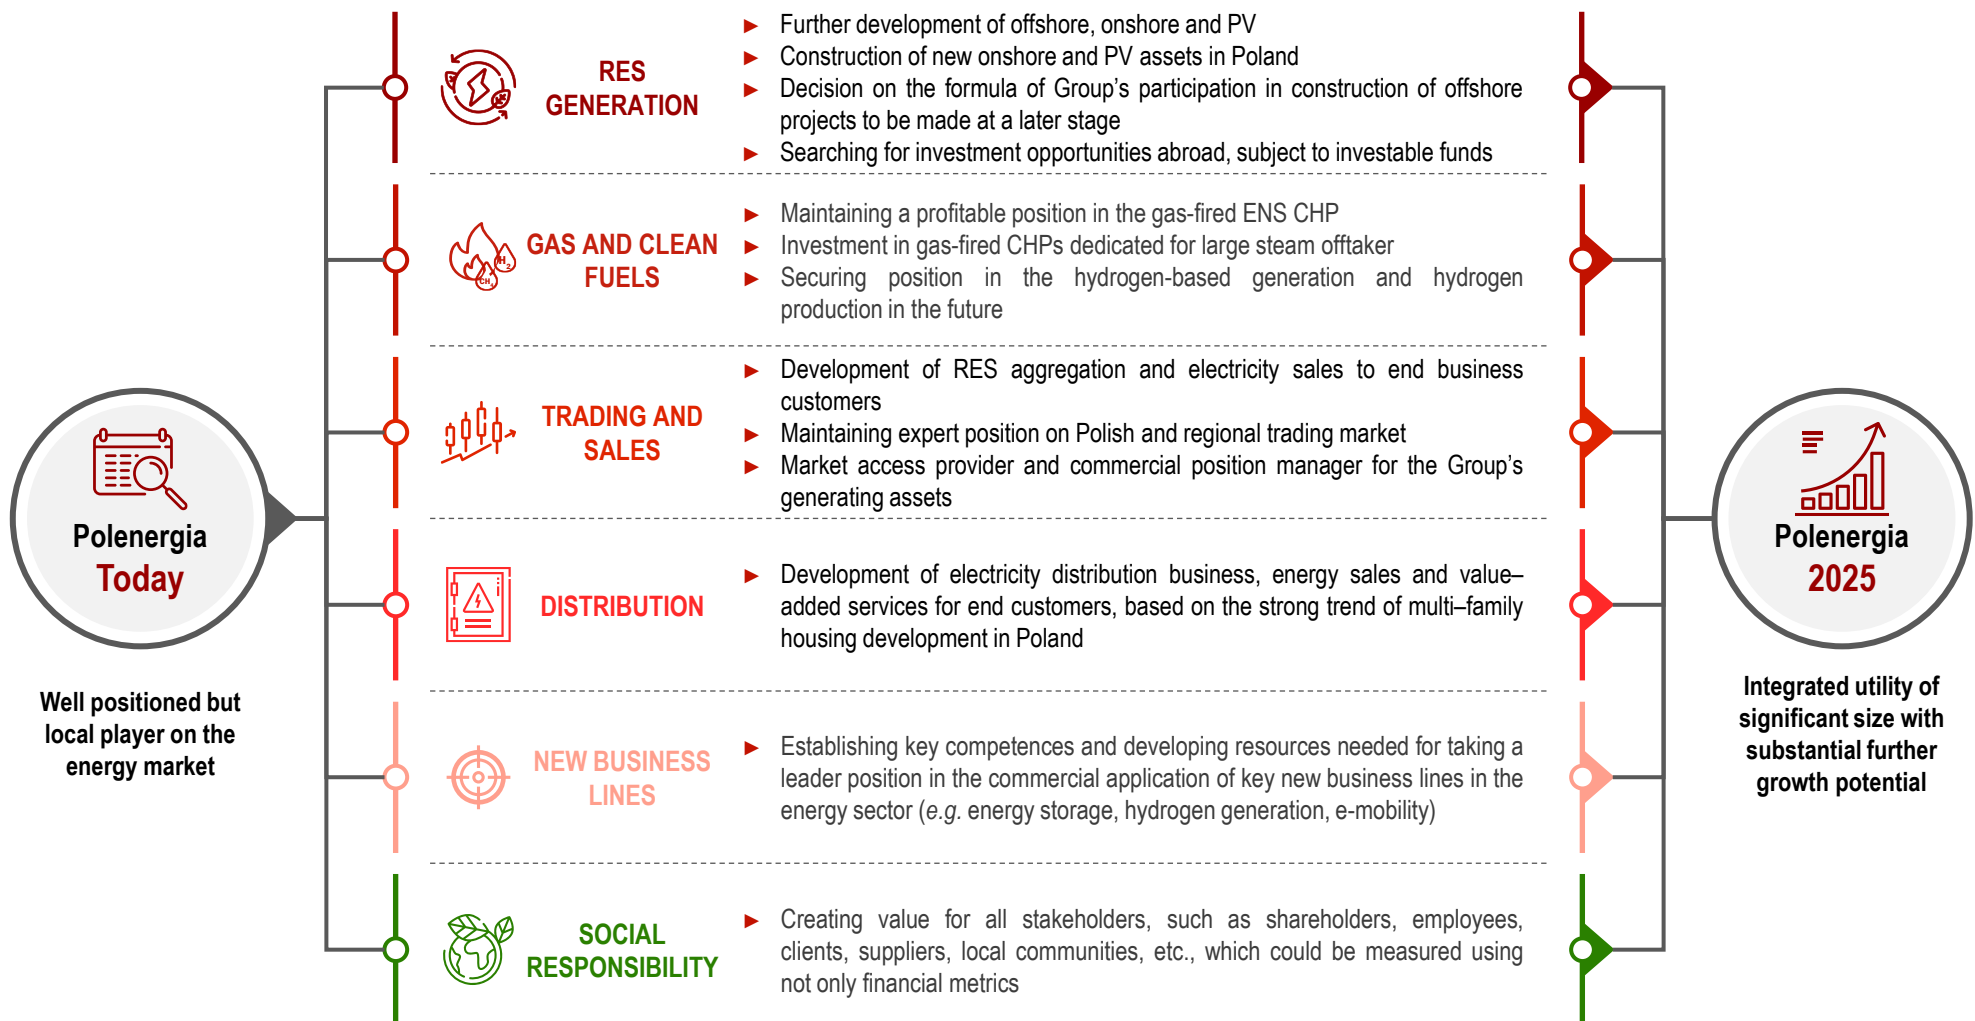 Polenergia
Today
Well positioned but
local player on the
energy market
RES
GENERATION
► Further development of offshore, onshore and PV
► Construction of new onshore and PV assets in Poland
► Decision on the formula of Group's participation in construction of offshore
projects to be made at a later stage
► Searching for investment opportunities abroad, subject to investable funds
H2
CH4
GAS AND CLEAN
FUELS
► Maintaining a profitable position in the gas-fired ENS CHP
► Investment in gas-fired CHPs dedicated for large steam offtaker
► Securing position in the hydrogen-based generation and hydrogen
production in the future
TRADING AND
SALES
► Development of RES aggregation and electricity sales to end business
customers
► Maintaining expert position on Polish and regional trading market
► Market access provider and commercial position manager for the Group's
generating assets
DISTRIBUTION
► Development of electricity distribution business, energy sales and value–
added services for end customers, based on the strong trend of multi–family
housing development in Poland
NEW BUSINESS
LINES
► Establishing key competences and developing resources needed for taking a
leader position in the commercial application of key new business lines in the
energy sector (e.g. energy storage, hydrogen generation, e-mobility)
SOCIAL
RESPONSIBILITY
► Creating value for all stakeholders, such as shareholders, employees,
clients, suppliers, local communities, etc., which could be measured using
not only financial metrics
Polenergia
2025
Integrated utility of
significant size with
substantial further
growth potential